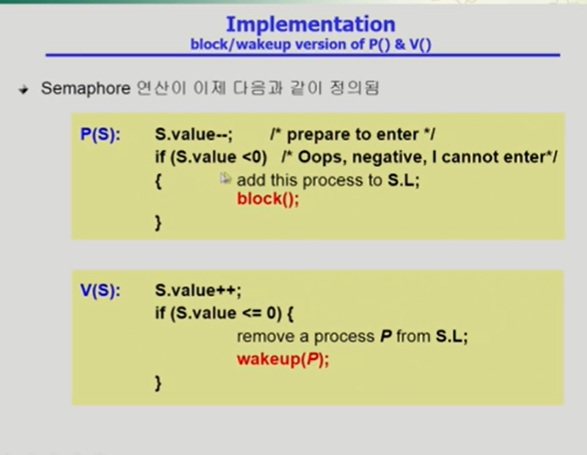 Implementation
block/wakeup version of P() & V()
Semaphore 연산이 이제 다음과 같이 정의됨
P(S): S.value--; /* prepare to enter */
if (S.value <0) /* Oops, negative, I cannot enter*/
{ add this process to S.L;
block();
}
V(S): S.value++;
if (S.value <= 0) {
remove a process P from S.L;
wakeup(P);
}